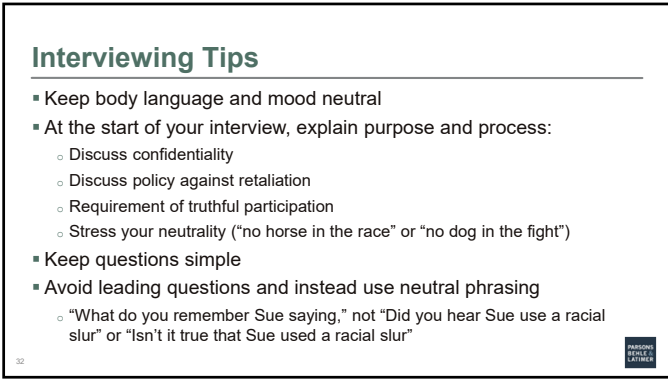 Interviewing Tips
▪ Keep body language and mood neutral
▪ At the start of your interview, explain purpose and process:
○ Discuss confidentiality
○ Discuss policy against retaliation
○ Requirement of truthful participation
○ Stress your neutrality (“no horse in the race” or “no dog in the fight”)
▪ Keep questions simple
▪ Avoid leading questions and instead use neutral phrasing
○ “What do you remember Sue saying,” not “Did you hear Sue use a racial
slur” or “Isn’t it true that Sue used a racial slur”
32
PARSONS
BEHLE &
LATIMER